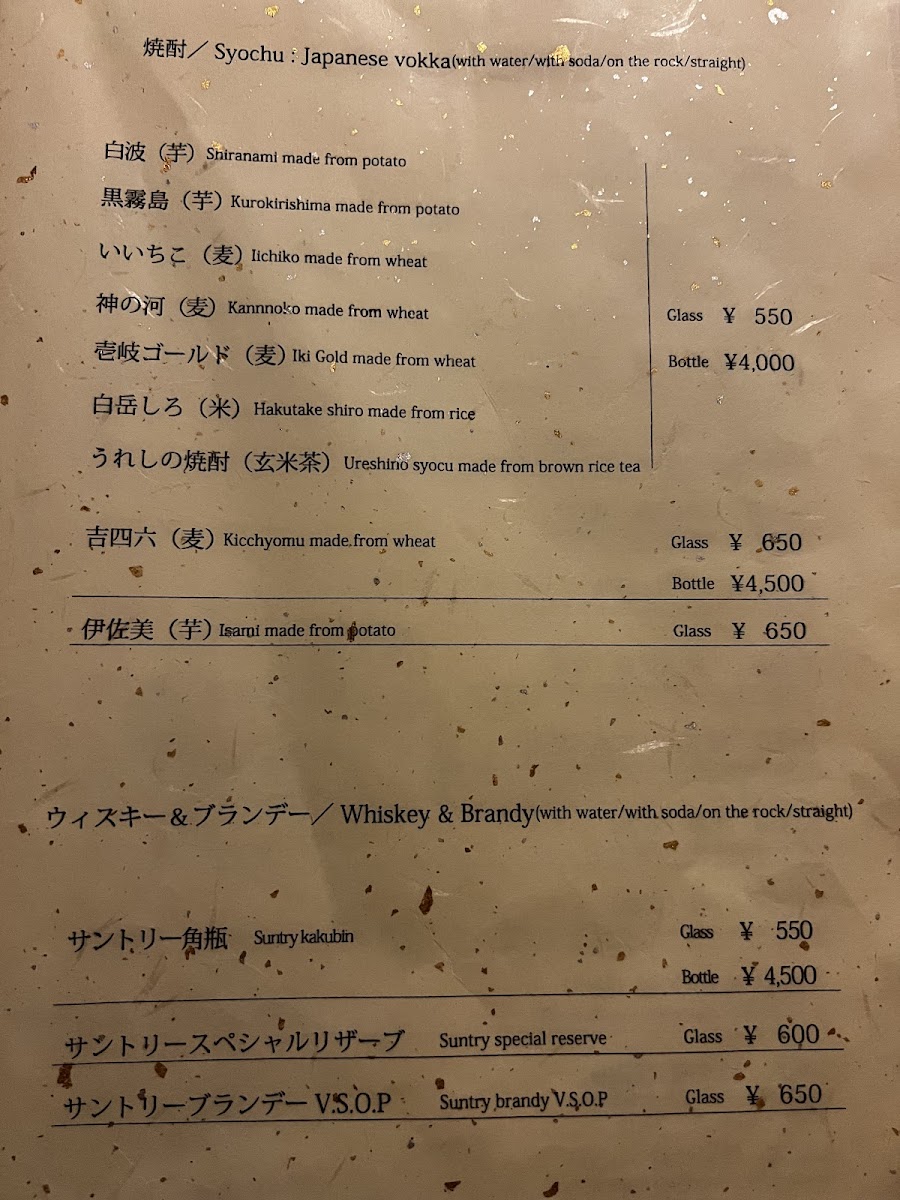 焼酎／ Syochu : Japanese vokka(with water/with soda/on the rock/straight)
白波（芋）Shiranami made from potato
黒霧島（芋）Kurokirishima made from potato
いいちこ（麦）Iichiko made from wheat
神の河（麦）Kannnoko made from wheat
Glass ¥ 550
壱岐ゴールド（麦）Iki Gold made from wheat
Bottle ¥4,000
白岳しろ（米）Hakutake shiro made from rice
うれしの焼酎（玄米茶）Ureshino syocu made from brown rice tea
吉四六（麦）Kicchyomu made from wheat Glass ¥ 650
Bottle ¥4,500
伊佐美（芋）Isami made from potato Glass ¥ 650
ウィスキー＆ブランデー／ Whiskey & Brandy(with water/with soda/on the rock/straight)
サントリー角瓶 Suntry kakubin Glass ¥ 550
Bottle ¥ 4,500
サントリースペシャルリザーブ Suntry special reserve Glass ¥ 600
サントリーブランデー V.S.O.P Suntry brandy V.S.O.P Glass ¥ 650